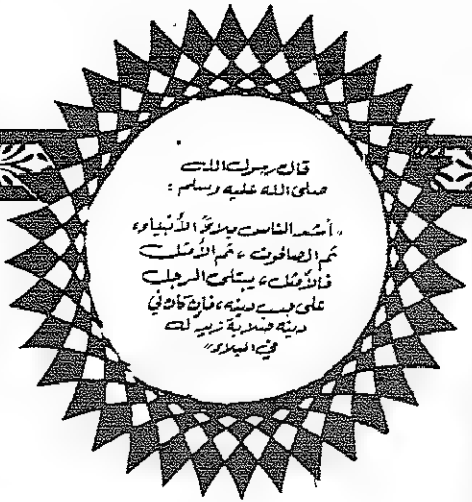 قال رسول الله
صلى الله عليه وسلم :
« أشد الناس بلاءً الأنبياء،
ثم الصالحون، ثم الأمثل
فالأمثل، يبتلى الرجل
على حسب دينه، فإن كان في
دينه صلابة زيد له
في البلاء »